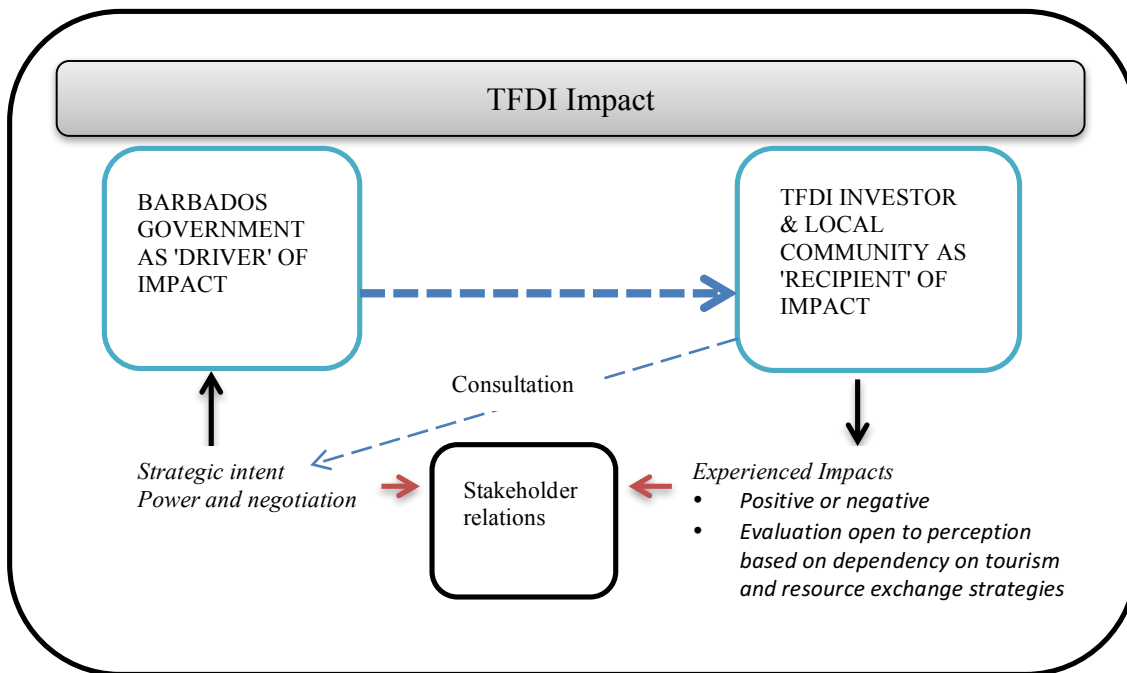 TFDI Impact
BARBADOS
GOVERNMENT
AS 'DRIVER' OF
IMPACT
TFDI INVESTOR
& LOCAL
COMMUNITY AS
'RECIPIENT' OF
IMPACT
Consultation
Strategic intent
Power and negotiation
Stakeholder
relations
Experienced Impacts
• Positive or negative
• Evaluation open to perception
based on dependency on tourism
and resource exchange strategies